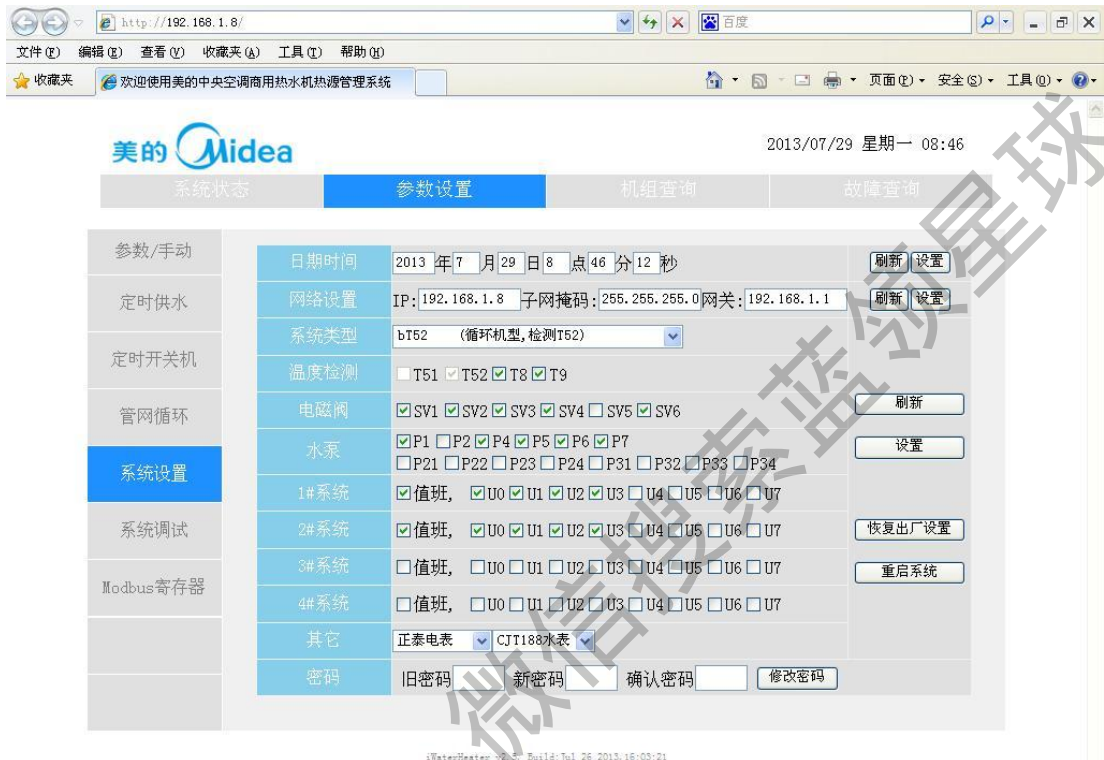 http://192.168.1.8/ 百度
文件(F) 编辑(E) 查看(V) 收藏夹(A) 工具(T) 帮助(H)
收藏夹 欢迎使用美的中央空调商用热水机热源管理系统 页面(P) 安全(S) 工具(O)
美的 Midea 2013/07/29 星期一 08:46
系统状态 参数设置 机组查询 故障查询
参数/手动
定时供水
定时开关机
管网循环
系统设置
系统调试
Modbus寄存器
日期时间 2013 年 7 月 29 日 8 点 46 分 12 秒 刷新 设置
网络设置 IP: 192.168.1.8 子网掩码: 255.255.255.0 网关: 192.168.1.1 刷新 设置
系统类型 bT52 (循环机型,检测T52)
温度检测 T51 T52 T8 T9
电磁阀 SV1 SV2 SV3 SV4 SV5 SV6 刷新
水泵 P1 P2 P4 P5 P6 P7 设置
P21 P22 P23 P24 P31 P32 P33 P34
1#系统 值班, U0 U1 U2 U3 U4 U5 U6 U7
2#系统 值班, U0 U1 U2 U3 U4 U5 U6 U7 恢复出厂设置
3#系统 值班, U0 U1 U2 U3 U4 U5 U6 U7 重启系统
4#系统 值班, U0 U1 U2 U3 U4 U5 U6 U7
其它 正泰电表 CJT188水表
密码 旧密码 新密码 确认密码 修改密码
iWaterHeater v2.8, Build:Jul 26 2013,16:03:21
微信搜索蓝领星球